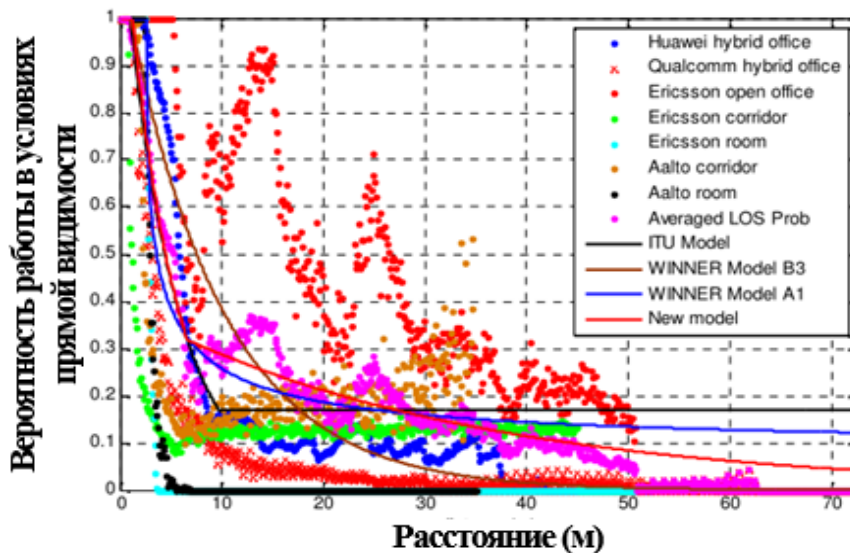 Вероятность работы в условиях
прямой видимости
1
0.9
0.8
0.7
0.6
0.5
0.4
0.3
0.2
0.1
0
Huawei hybrid office
Qualcomm hybrid office
Ericsson open office
Ericsson corridor
Ericsson room
Aalto corridor
Aalto room
Averaged LOS Prob
ITU Model
WINNER Model B3
WINNER Model A1
New model
0 10 20 30 40 50 60 70
Расстояние (м)